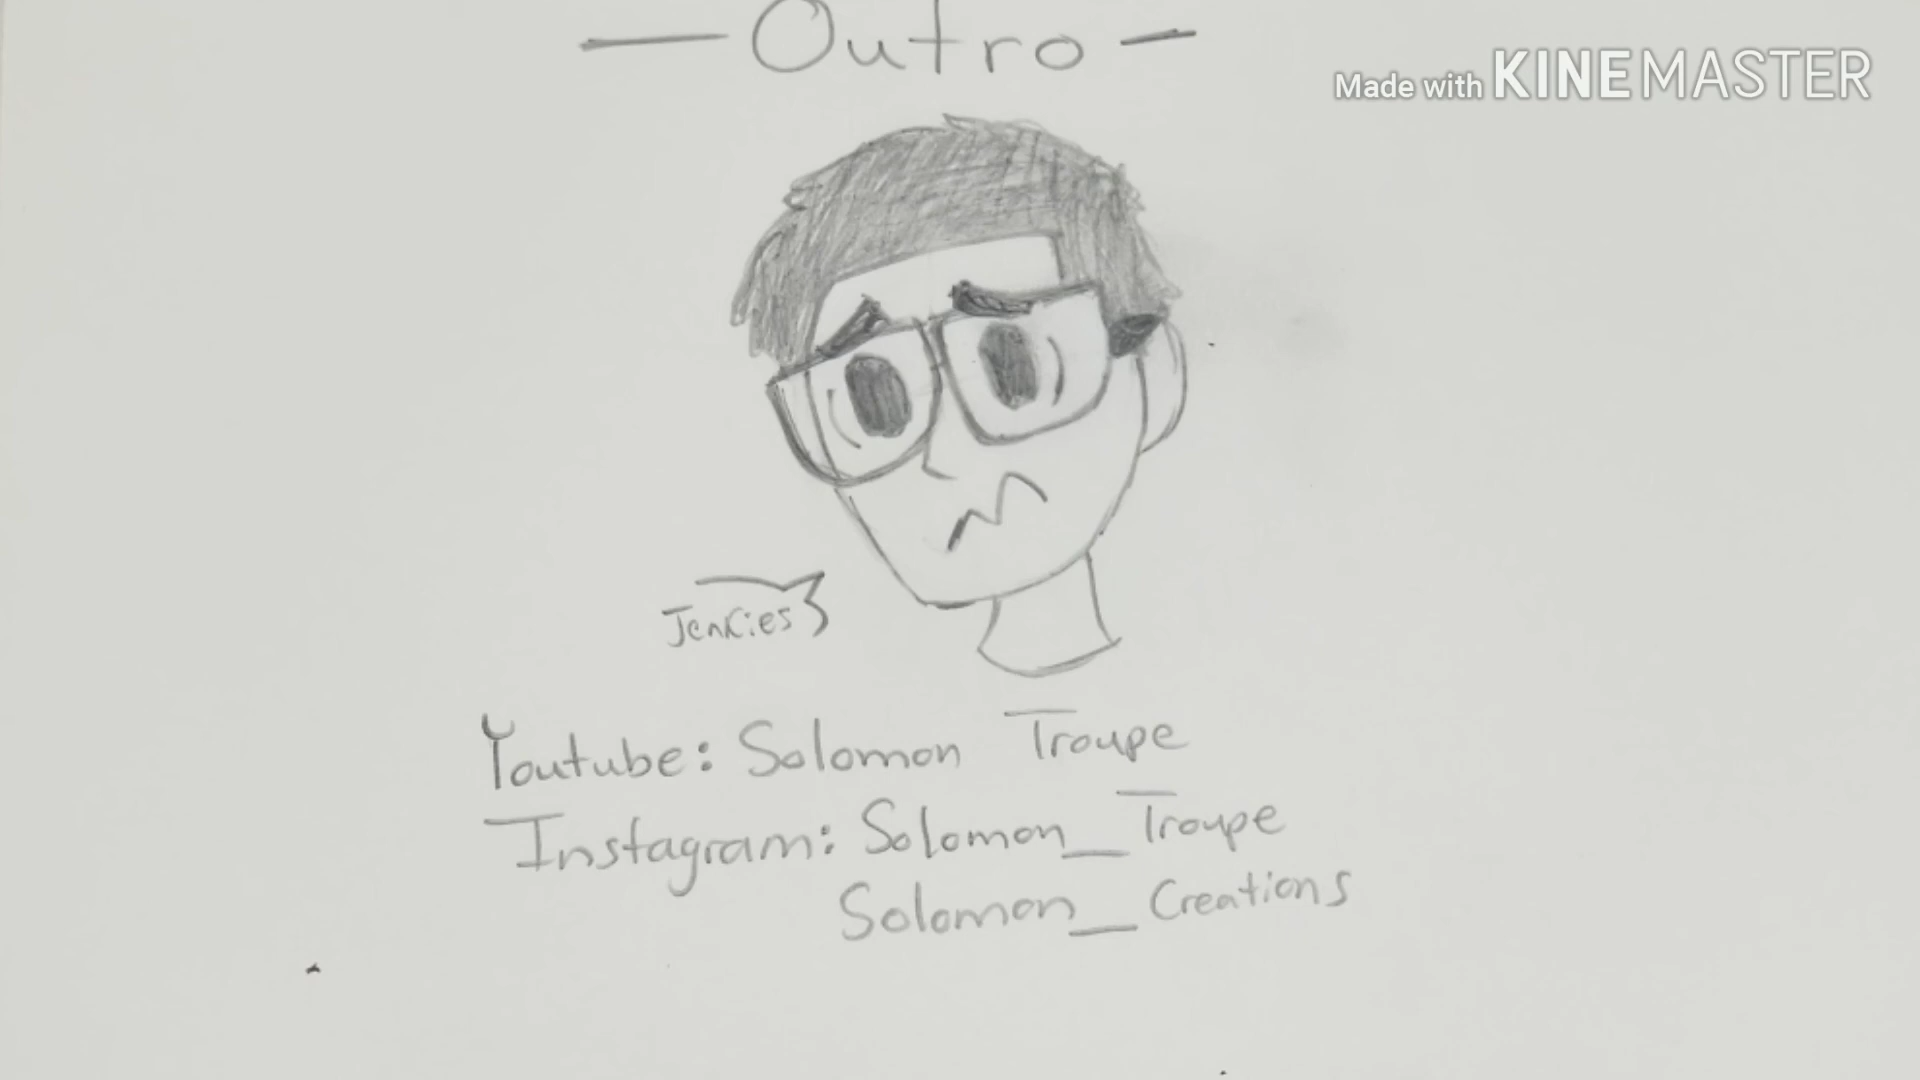 — Outro —
Made with KINEMASTER
Jenkies
Youtube: Solomon Troupe
Instagram: Solomon_Troupe
Solomon_Creations